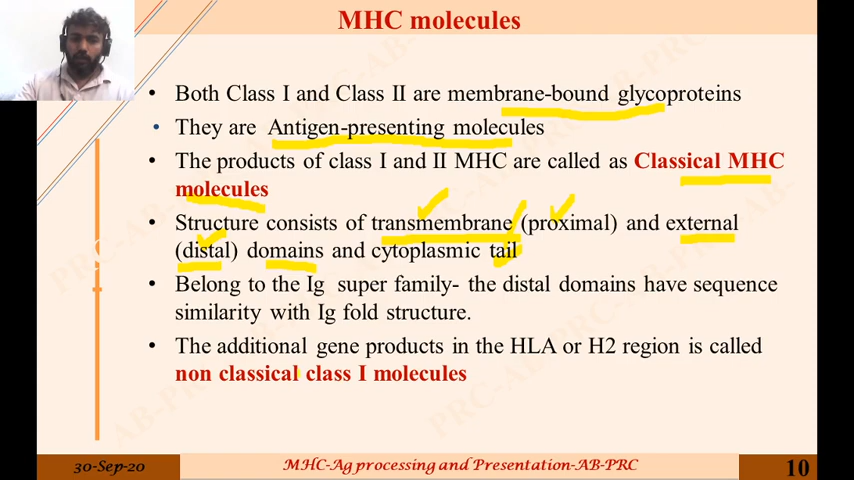 MHC molecules
• Both Class I and Class II are membrane-bound glycoproteins
• They are Antigen-presenting molecules
• The products of class I and II MHC are called as Classical MHC
molecules
• Structure consists of transmembrane (proximal) and external
(distal) domains and cytoplasmic tail
• Belong to the Ig super family- the distal domains have sequence
similarity with Ig fold structure.
• The additional gene products in the HLA or H2 region is called
non classical class I molecules
30-Sep-20 MHC-Ag processing and Presentation-AB-PRC 10